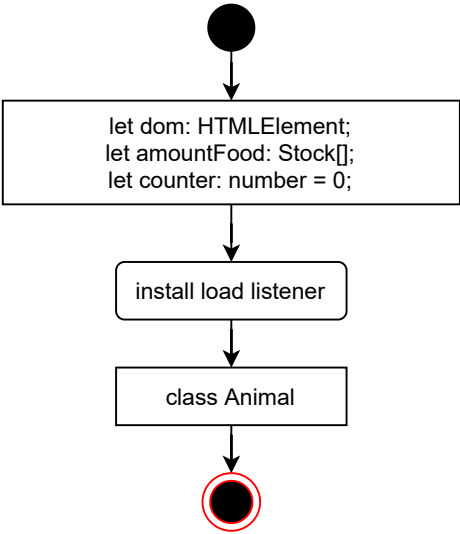 let dom: HTMLElement;
let amountFood: Stock[];
let counter: number = 0;
install load listener
class Animal